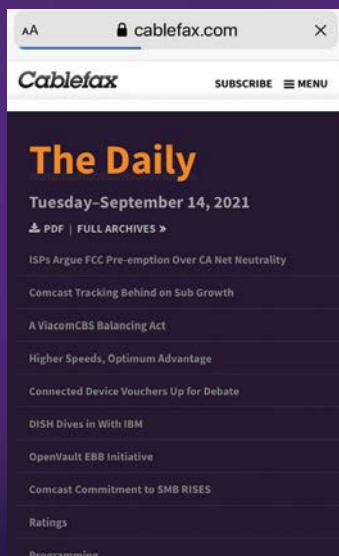 AA cablefax.com ×
Cablefax SUBSCRIBE MENU
The Daily
Tuesday–September 14, 2021
PDF | FULL ARCHIVES »
ISPs Argue FCC Pre-emption Over CA Net Neutrality
Comcast Tracking Behind on Sub Growth
A ViacomCBS Balancing Act
Higher Speeds, Optimum Advantage
Connected Device Vouchers Up for Debate
DISH Dives in With IBM
OpenVault EBB Initiative
Comcast Commitment to SMB RISES
Ratings
Programming